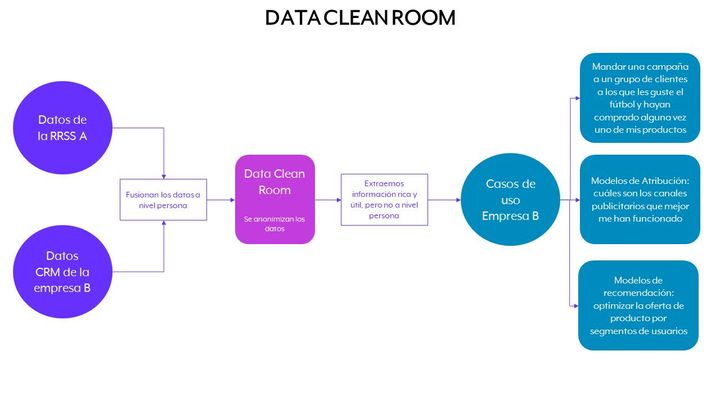 DATA CLEAN ROOM
Datos de
la RRSS A
Datos
CRM de la
empresa B
Fusionan los datos a
nivel persona
Data Clean
Room
Se anonimizan los
datos
Extraemos
información rica y
útil, pero no a nivel
persona
Casos de
uso
Empresa B
Mandar una campaña
a un grupo de clientes
a los que les guste el
fútbol y hayan
comprado alguna vez
uno de mis productos
Modelos de Atribución:
cuáles son los canales
publicitarios que mejor
me han funcionado
Modelos de
recomendación:
optimizar la oferta de
producto por
segmentos de usuarios